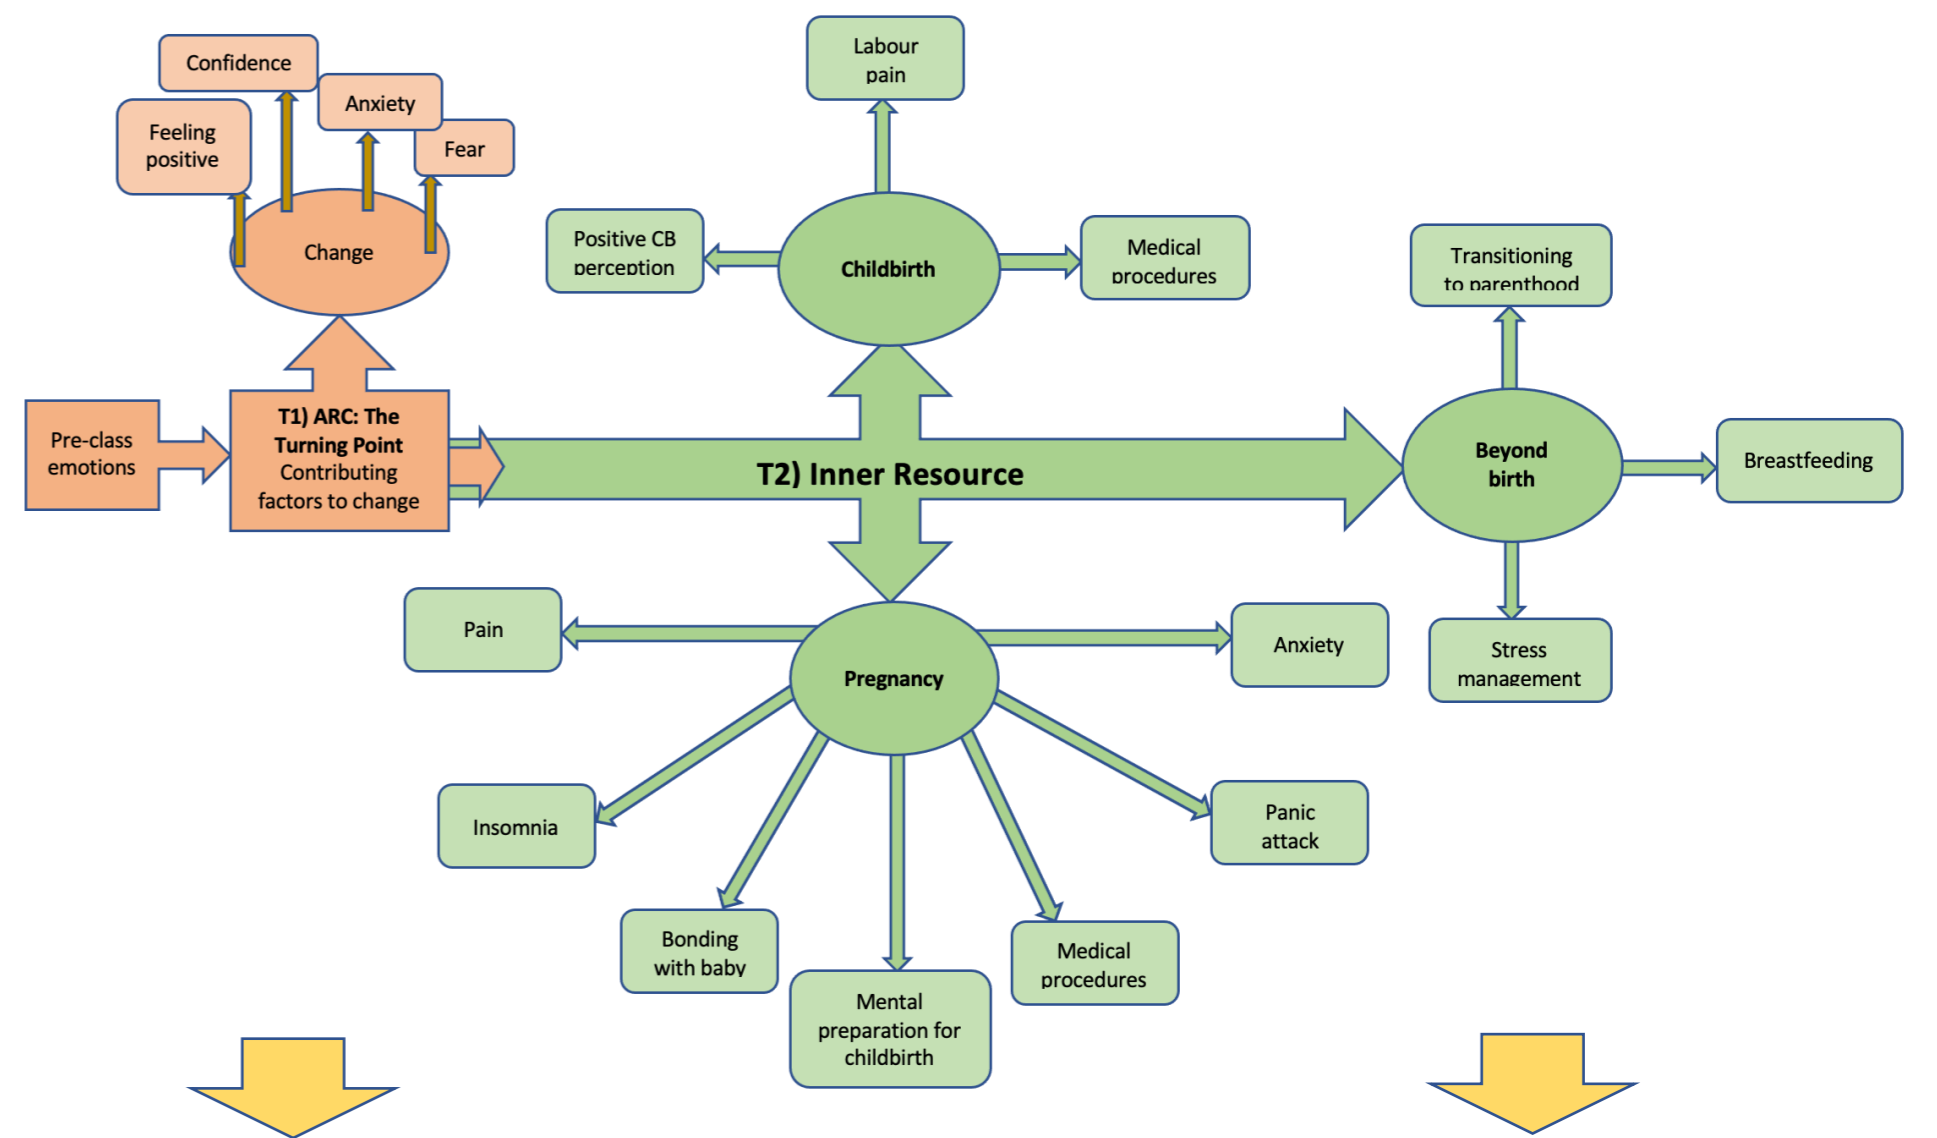 Confidence
Anxiety
Feeling
positive
Fear
Change
Pre-class
emotions
T1) ARC: The
Turning Point
Contributing
factors to change
T2) Inner Resource
Labour
pain
Positive CB
perception
Childbirth
Medical
procedures
Transitioning
to parenthood
Beyond
birth
Breastfeeding
Stress
management
Pain
Pregnancy
Anxiety
Insomnia
Panic
attack
Bonding
with baby
Mental
preparation for
childbirth
Medical
procedures